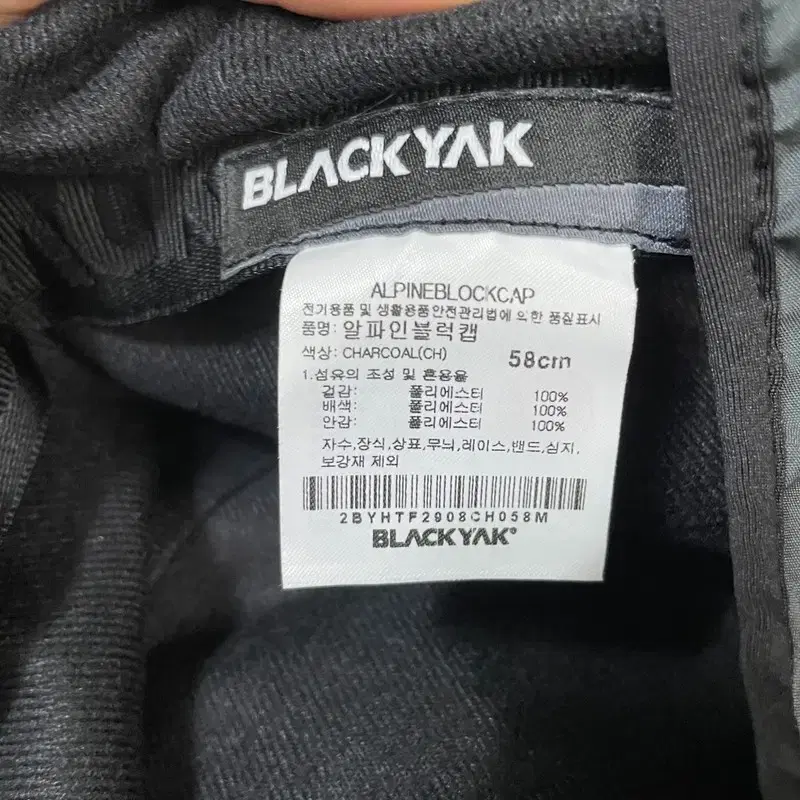 BLACKYAK
ALPINEBLOCKCAP
전기용품 및 생활용품안전관리법에 의한 품질표시
품명: 알파인블럭캡
색상: CHARCOAL(CH) 58cm
1.섬유의 조성 및 혼용율
겉감: 폴리에스터 100%
배색: 폴리에스터 100%
안감: 폴리에스터 100%
자수,장식,상표,무늬,레이스,밴드,심지,
보강재 제외
2BYHTF2908CH058M
BLACKYAK®